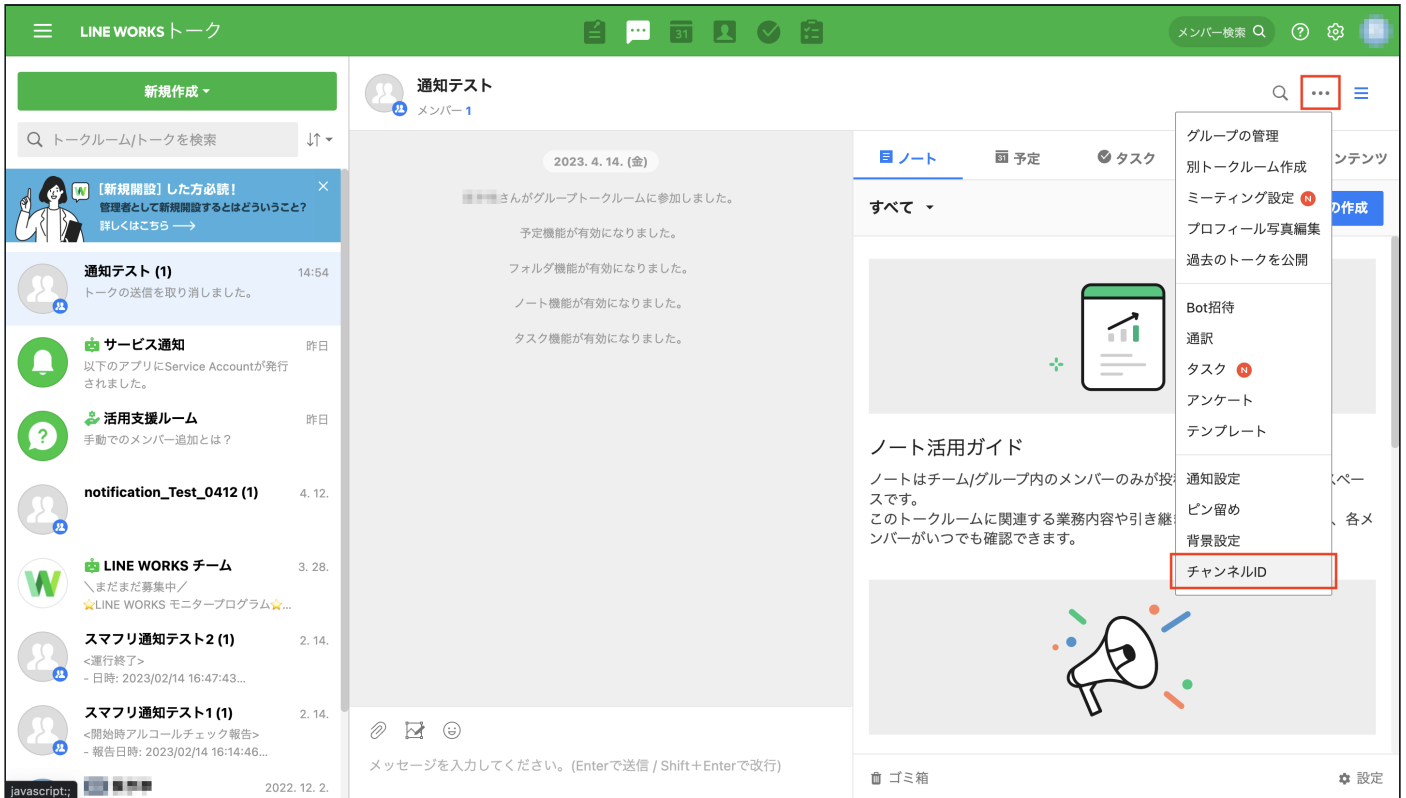 LINE WORKSトーク
31
メンバー検索
?
新規作成
トークルーム/トークを検索
[新規開設] した方必読！
管理者として新規開設するとはどういうこと?
詳しくはこちら →
通知テスト (1)
14:54
トークの送信を取り消しました。
サービス通知
昨日
以下のアプリにService Accountが発行
されました。
活用支援ルーム
昨日
手動でのメンバー追加とは？
notification_Test_0412 (1)
4. 12.
LINE WORKS チーム
3. 28.
＼まだまだ募集中／
⭐LINE WORKS モニタープログラム⭐...
スマフリ通知テスト2 (1)
2. 14.
<運行終了>
- 日時: 2023/02/14 16:47:43...
スマフリ通知テスト1 (1)
2. 14.
<開始時アルコールチェック報告>
- 報告日時: 2023/02/14 16:14:46...
2022. 12. 2.
javascript:;
通知テスト
メンバー 1
2023. 4. 14. (金)
さんがグループトークルームに参加しました。
予定機能が有効になりました。
フォルダ機能が有効になりました。
ノート機能が有効になりました。
タスク機能が有効になりました。
メッセージを入力してください。(Enterで送信 / Shift＋Enterで改行)
ノート
予定
タスク
ンテンツ
すべて
の作成
ノート活用ガイド
ノートはチーム/グループ内のメンバーのみが投
ペー
スです。
このトークルームに関連する業務内容や引き継
、各メ
ンバーがいつでも確認できます。
ゴミ箱
設定
グループの管理
別トークルーム作成
ミーティング設定 N
プロフィール写真編集
過去のトークを公開
Bot招待
通訳
タスク N
アンケート
テンプレート
通知設定
ピン留め
背景設定
チャンネルID